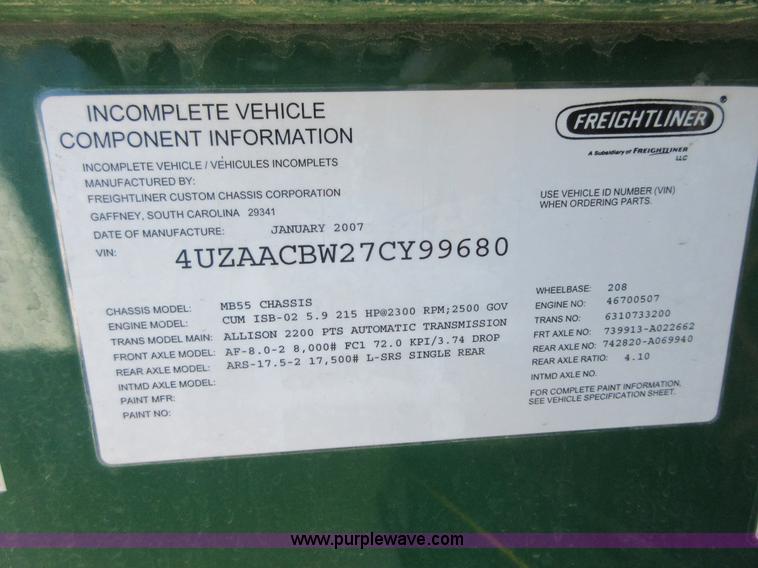 INCOMPLETE VEHICLE
COMPONENT INFORMATION
FREIGHTLINER ®
A Subsidiary of FREIGHTLINER
LLC
INCOMPLETE VEHICLE / VÉHICULES INCOMPLETS
MANUFACTURED BY:
FREIGHTLINER CUSTOM CHASSIS CORPORATION
GAFFNEY, SOUTH CAROLINA 29341
USE VEHICLE ID NUMBER (VIN)
WHEN ORDERING PARTS.
DATE OF MANUFACTURE: JANUARY 2007
VIN: 4UZAACBW27CY99680
CHASSIS MODEL: MB55 CHASSIS
ENGINE MODEL: CUM ISB-02 5.9 215 HP@2300 RPM;2500 GOV
TRANS MODEL MAIN: ALLISON 2200 PTS AUTOMATIC TRANSMISSION
FRONT AXLE MODEL: AF-8.0-2 8,000# FC1 72.0 KPI/3.74 DROP
REAR AXLE MODEL: ARS-17.5-2 17,500# L-SRS SINGLE REAR
INTMD AXLE MODEL:
PAINT MFR:
PAINT NO:
WHEELBASE: 208
ENGINE NO: 46700507
TRANS NO: 6310733200
FRT AXLE NO: 739913-A022662
REAR AXLE NO: 742820-A069940
REAR AXLE RATIO: 4.10
INTMD AXLE NO.
FOR COMPLETE PAINT INFORMATION,
SEE VEHICLE SPECIFICATION SHEET.
www.purplewave.com